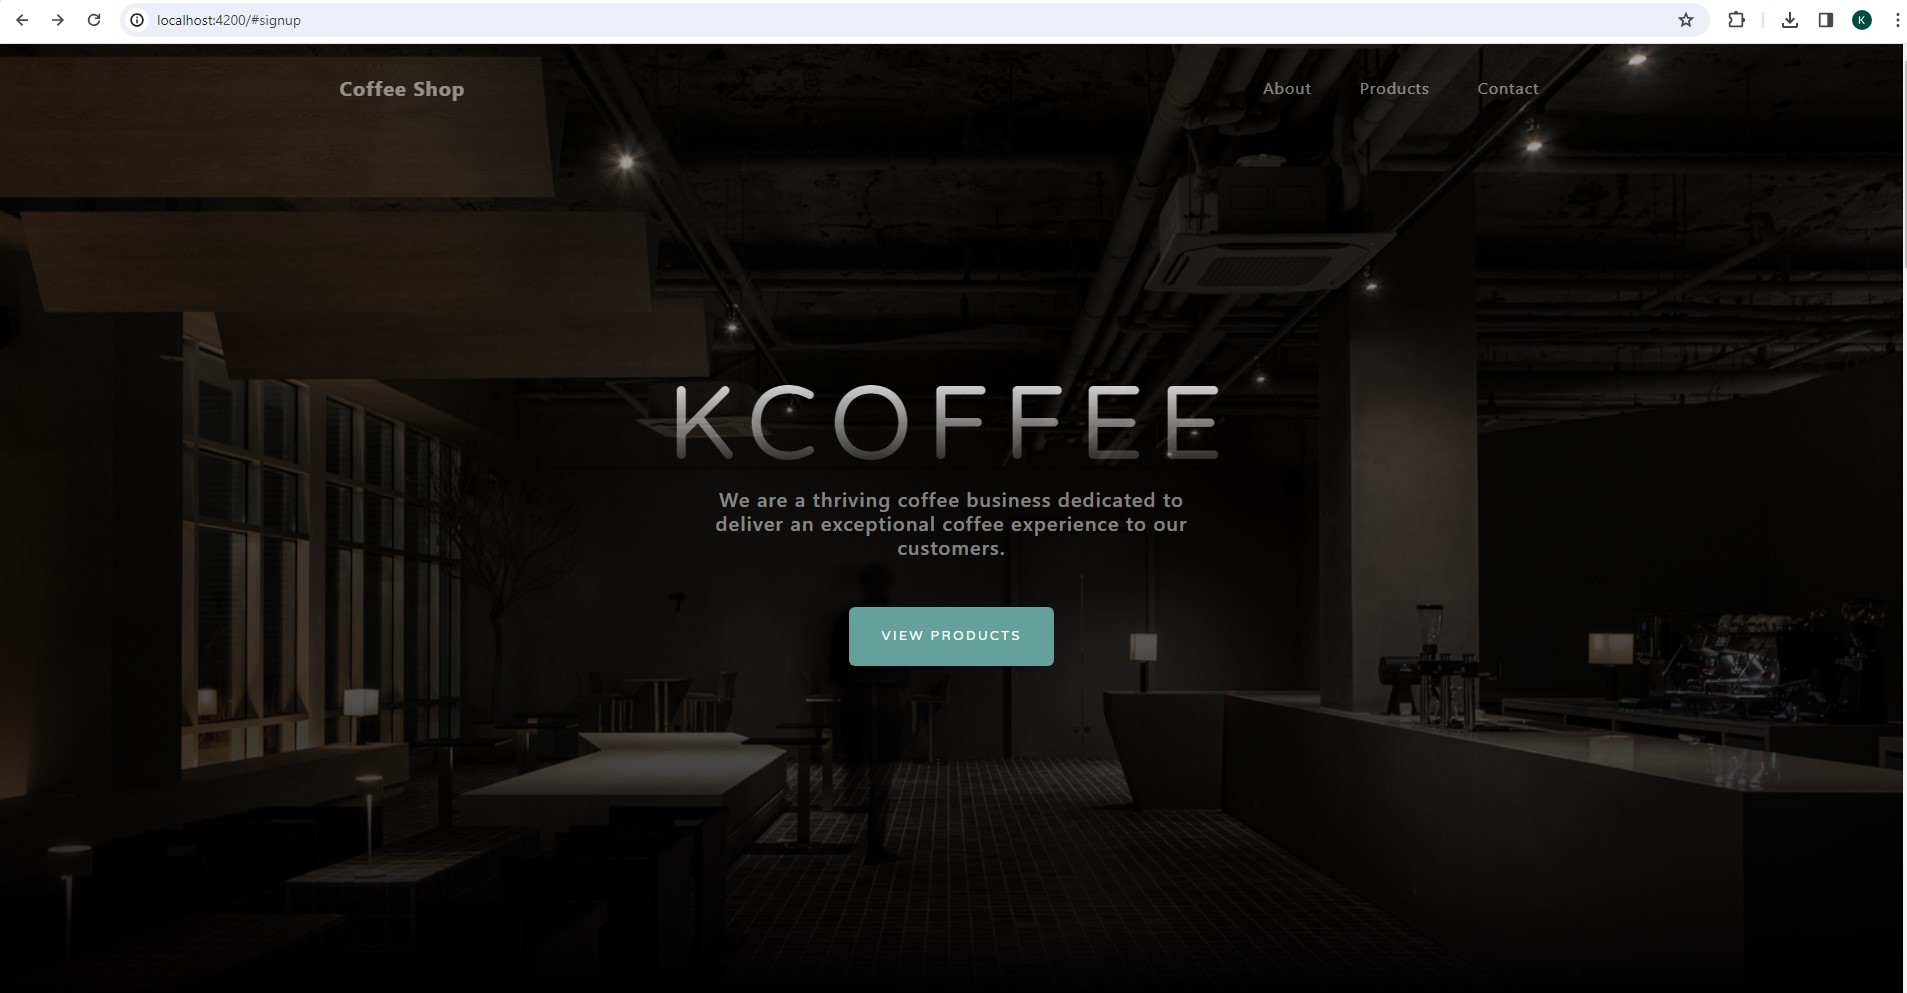 localhost:4200/#signup
K
Coffee Shop
About
Products
Contact
KCOFFEE
We are a thriving coffee business dedicated to
deliver an exceptional coffee experience to our
customers.
VIEW PRODUCTS